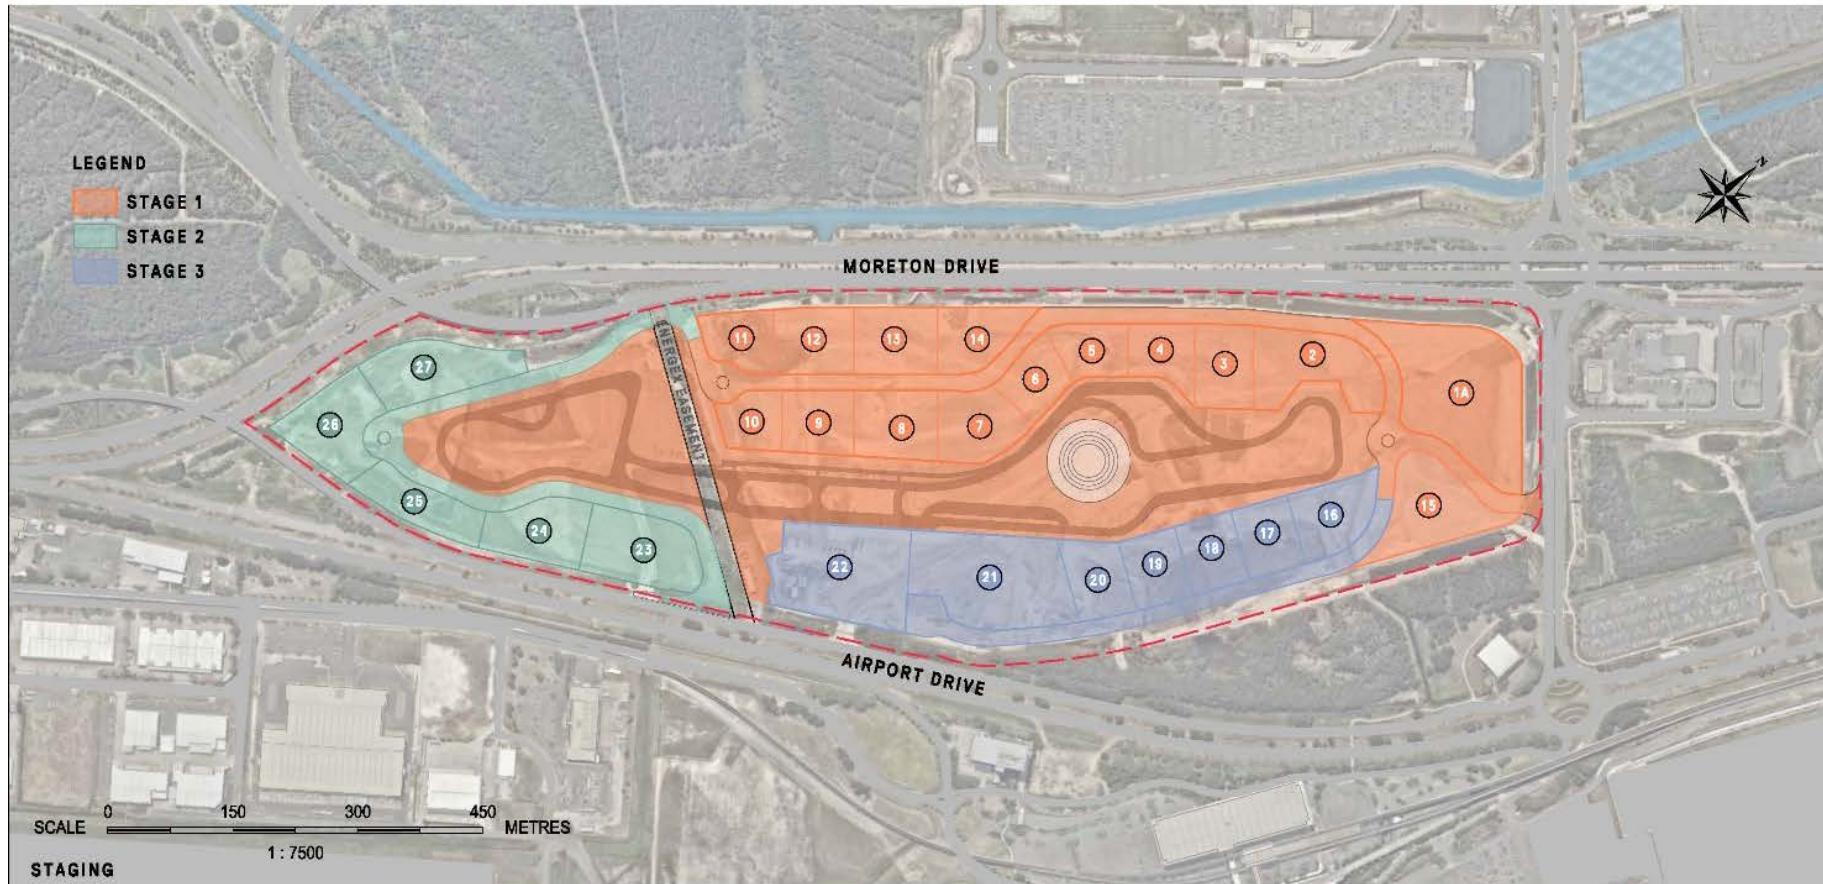 LEGEND
STAGE 1
STAGE 2
STAGE 3
N
MORETON DRIVE
ENERGEX EASEMENT
11
12
13
14
5
4
3
2
1A
6
10
9
8
7
15
27
26
25
24
23
22
21
20
19
18
17
16
AIRPORT DRIVE
0 150 300 450
SCALE METRES
1 : 7500
STAGING